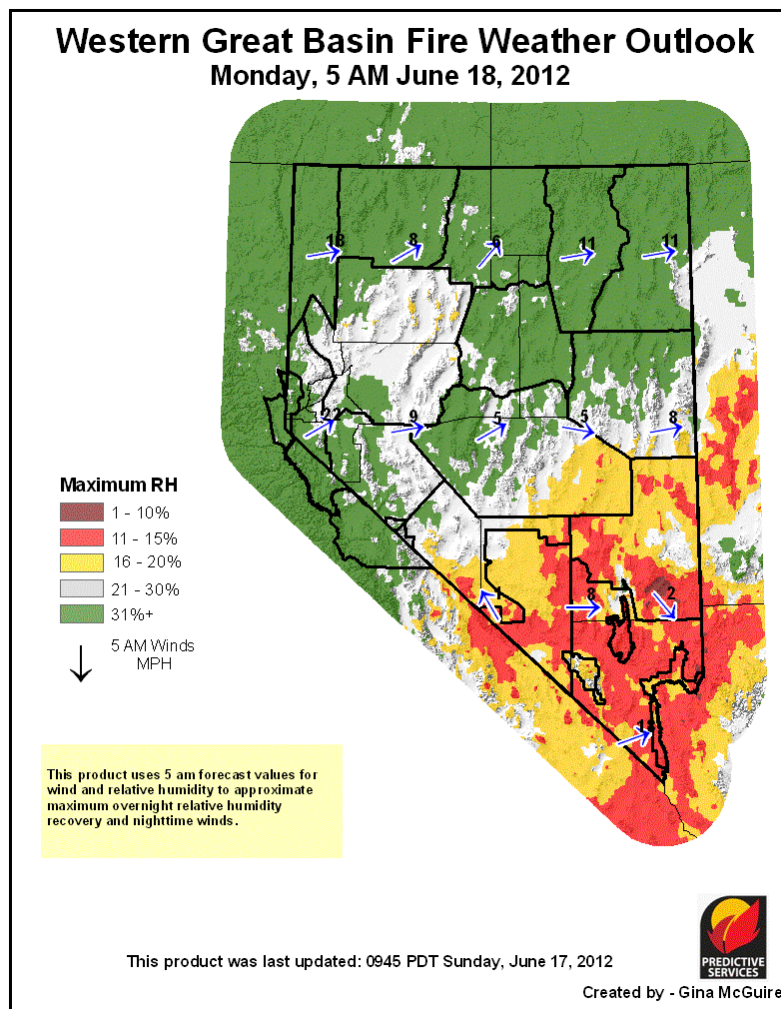 Western Great Basin Fire Weather Outlook
Monday, 5 AM June 18, 2012
8
6
11
11
22
9
5
5
8
Maximum RH
1 - 10%
11 - 15%
16 - 20%
21 - 30%
31%+
1
8
2
5 AM Winds
MPH
This product uses 5 am forecast values for
wind and relative humidity to approximate
maximum overnight relative humidity
recovery and nighttime winds.
PREDICTIVE
SERVICES
This product was last updated: 0945 PDT Sunday, June 17, 2012
Created by - Gina McGuire